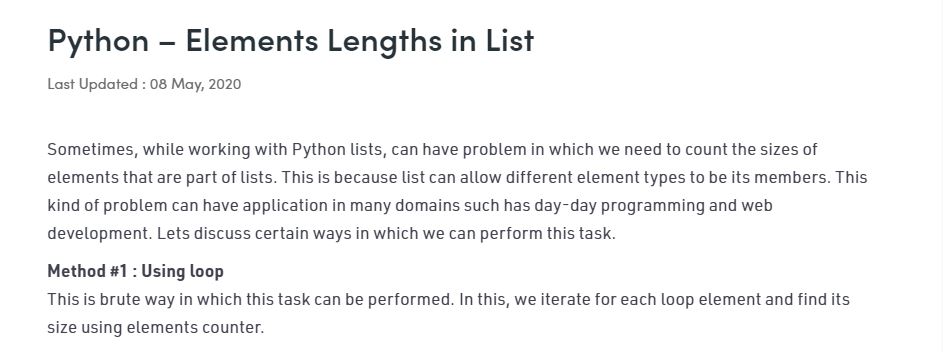 Python – Elements Lengths in List
Last Updated : 08 May, 2020
Sometimes, while working with Python lists, can have problem in which we need to count the sizes of
elements that are part of lists. This is because list can allow different element types to be its members. This
kind of problem can have application in many domains such has day-day programming and web
development. Lets discuss certain ways in which we can perform this task.
Method #1 : Using loop
This is brute way in which this task can be performed. In this, we iterate for each loop element and find its
size using elements counter.